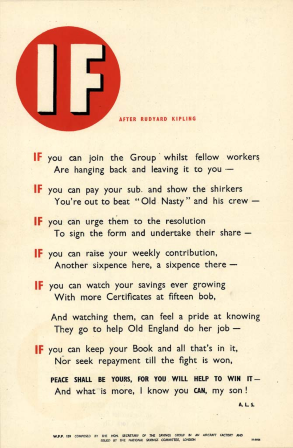 IF
AFTER RUDYARD KIPLING
IF you can join the Group whilst fellow workers
Are hanging back and leaving it to you —
IF you can pay your sub. and show the shirkers
You're out to beat "Old Nasty" and his crew —
IF you can urge them to the resolution
To sign the form and undertake their share —
IF you can raise your weekly contribution,
Another sixpence here, a sixpence there —
IF you can watch your savings ever growing
With more Certificates at fifteen bob,
And watching them, can feel a pride at knowing
They go to help Old England do her job —
IF you can keep your Book and all that's in it,
Nor seek repayment till the fight is won,
PEACE SHALL BE YOURS, FOR YOU WILL HELP TO WIN IT —
And what is more, I know you CAN, my son !
A. L. S.
COMPOSED BY THE HON. SECRETARY OF THE SAVINGS GROUP IN AN AIRCRAFT FACTORY AND
ISSUED BY THE NATIONAL SAVINGS COMMITTEE, LONDON